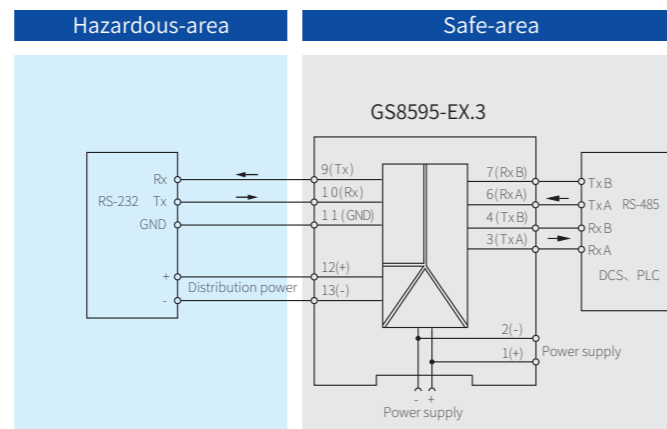 Hazardous-area
Safe-area
GS8595-EX.3
RS-232
Rx
Tx
GND
+
-
Distribution power
9(Tx)
10(Rx)
11(GND)
12(+)
13(-)
7(RxB)
6(RxA)
4(TxB)
3(TxA)
2(-)
1(+)
Power supply
- +
Power supply
TxB
TxA
RxB
RxA
RS-485
DCS、PLC